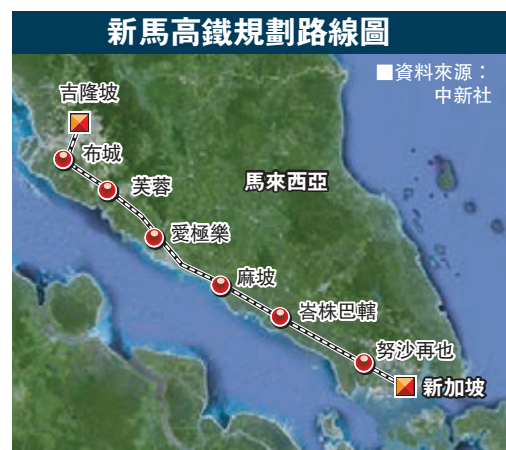 新馬高鐵規劃路線圖
■資料來源：
中新社
吉隆坡
布城
芙蓉
馬來西亞
愛極樂
麻坡
峇株巴轄
努沙再也
新加坡